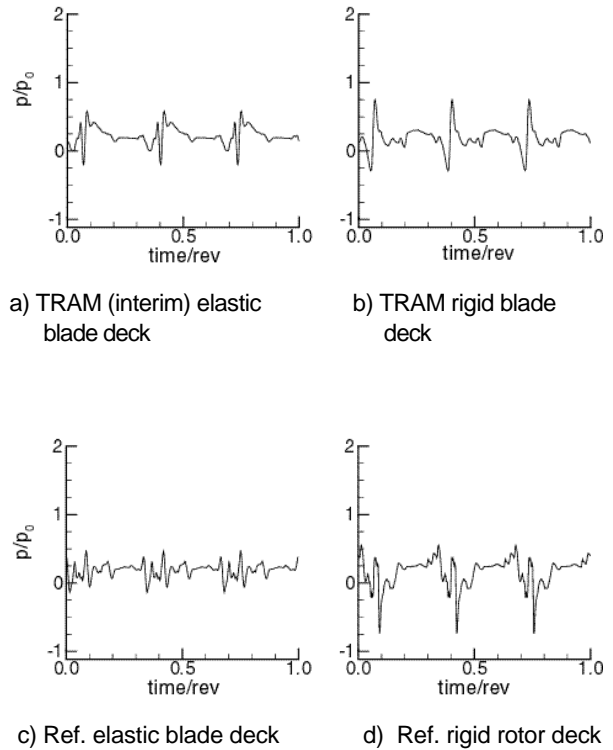 2
1
0
-1
p/p0
0.0
0.5
1.0
time/rev
2
1
0
-1
0.0
0.5
1.0
time/rev
a) TRAM (interim) elastic
blade deck
b) TRAM rigid blade
deck
2
1
0
-1
p/p0
0.0
0.5
1.0
time/rev
2
1
0
-1
0.0
0.5
1.0
time/rev
c) Ref. elastic blade deck
d) Ref. rigid rotor deck